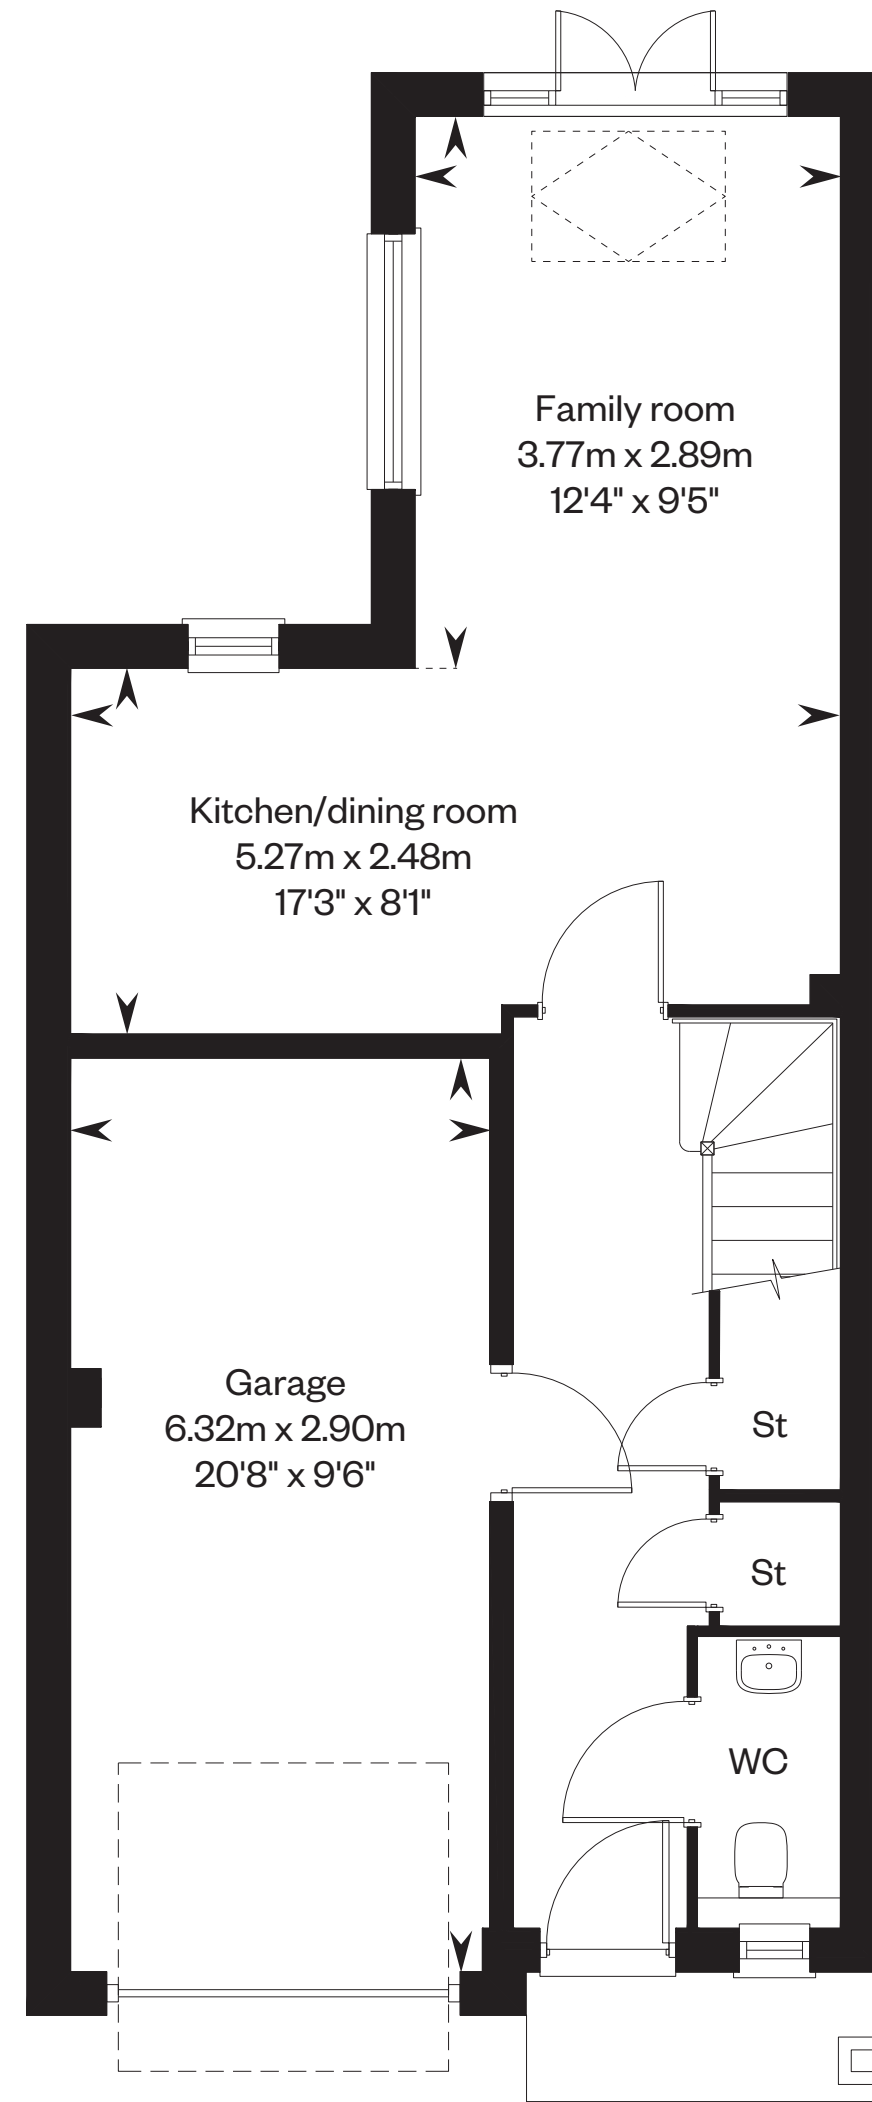 Family room
3.77m x 2.89m
12'4" x 9'5"
Kitchen/dining room
5.27m x 2.48m
17'3" x 8'1"
Garage
6.32m x 2.90m
20'8" x 9'6"
St
St
WC